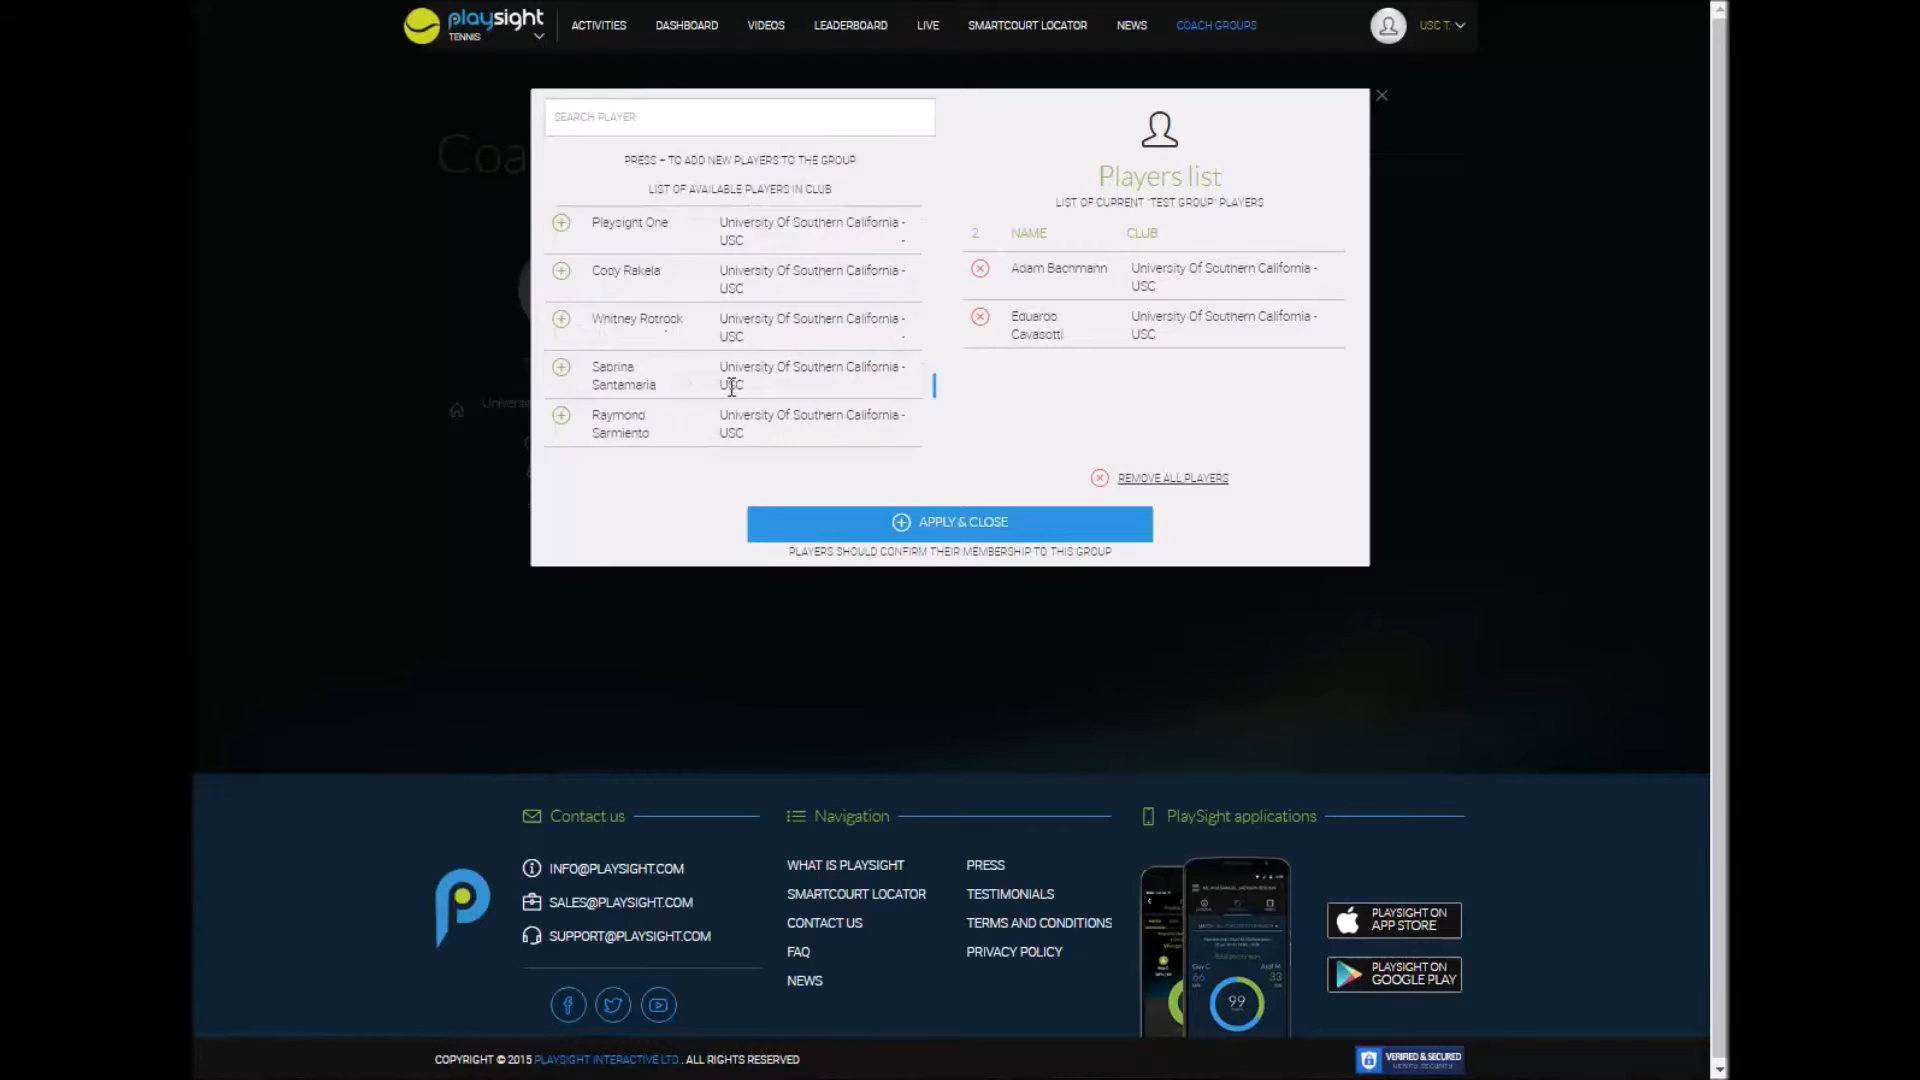 playsight
TENNIS
ACTIVITIES
DASHBOARD
VIDEOS
LEADERBOARD
LIVE
SMARTCOURT LOCATOR
NEWS
COACH GROUPS
USC T.
Coa
SEARCH PLAYER
PRESS + TO ADD NEW PLAYERS TO THE GROUP
LIST OF AVAILABLE PLAYERS IN CLUB
Playsight One
University Of Southern California -
USC
Cody Rakela
University Of Southern California -
USC
Whitney Rotrock
University Of Southern California -
USC
Sabrina
Santamaria
University Of Southern California -
USC
Raymond
Sarmiento
University Of Southern California -
USC
Players list
LIST OF CURRENT "TEST GROUP" PLAYERS
2 NAME CLUB
Adam Bachmann
University Of Southern California -
USC
Eduardo
Cavasotti
University Of Southern California -
USC
REMOVE ALL PLAYERS
APPLY & CLOSE
PLAYERS SHOULD CONFIRM THEIR MEMBERSHIP TO THIS GROUP
Universi
Contact us
INFO@PLAYSIGHT.COM
SALES@PLAYSIGHT.COM
SUPPORT@PLAYSIGHT.COM
Navigation
WHAT IS PLAYSIGHT
SMARTCOURT LOCATOR
CONTACT US
FAQ
NEWS
PRESS
TESTIMONIALS
TERMS AND CONDITIONS
PRIVACY POLICY
PlaySight applications
99
66
33
PLAYSIGHT ON
APP STORE
PLAYSIGHT ON
GOOGLE PLAY
COPYRIGHT © 2015 PLAYSIGHT INTERACTIVE LTD. ALL RIGHTS RESERVED
VERIFIED & SECURED
VERIFY SECURITY